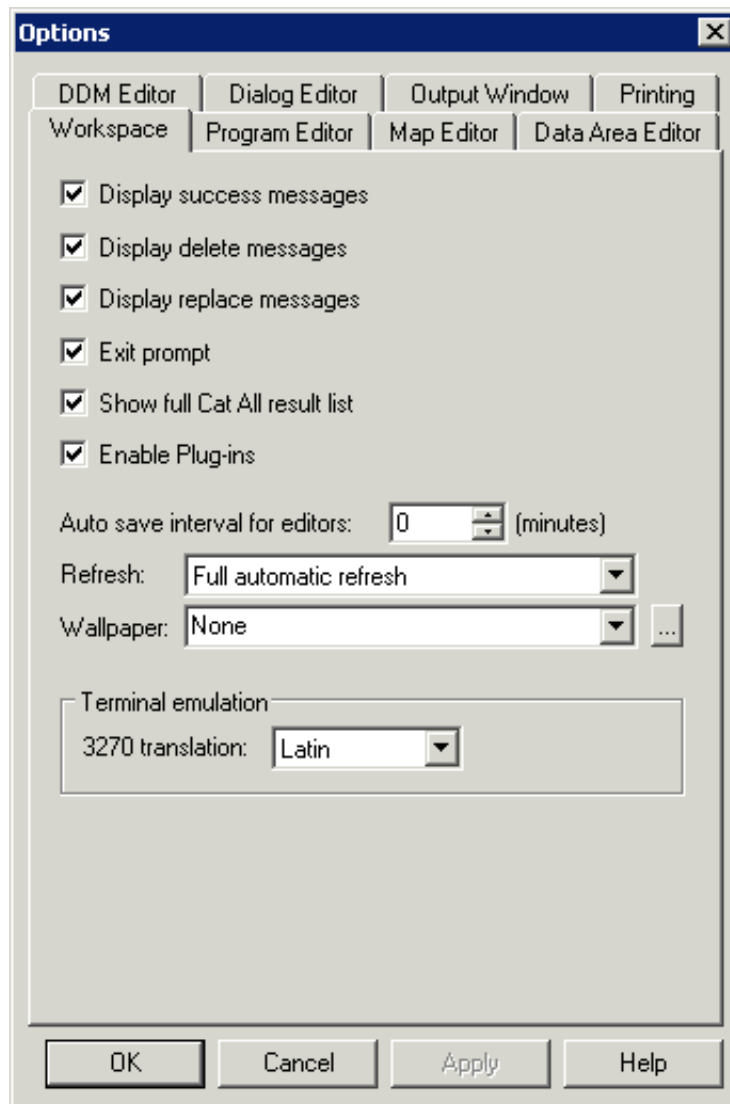 Options
DDM Editor Dialog Editor Output Window Printing
Workspace Program Editor Map Editor Data Area Editor
Display success messages
Display delete messages
Display replace messages
Exit prompt
Show full Cat All result list
Enable Plug-ins
Auto save interval for editors: 0 (minutes)
Refresh: Full automatic refresh
Wallpaper: None ...
Terminal emulation
3270 translation: Latin
OK Cancel Apply Help